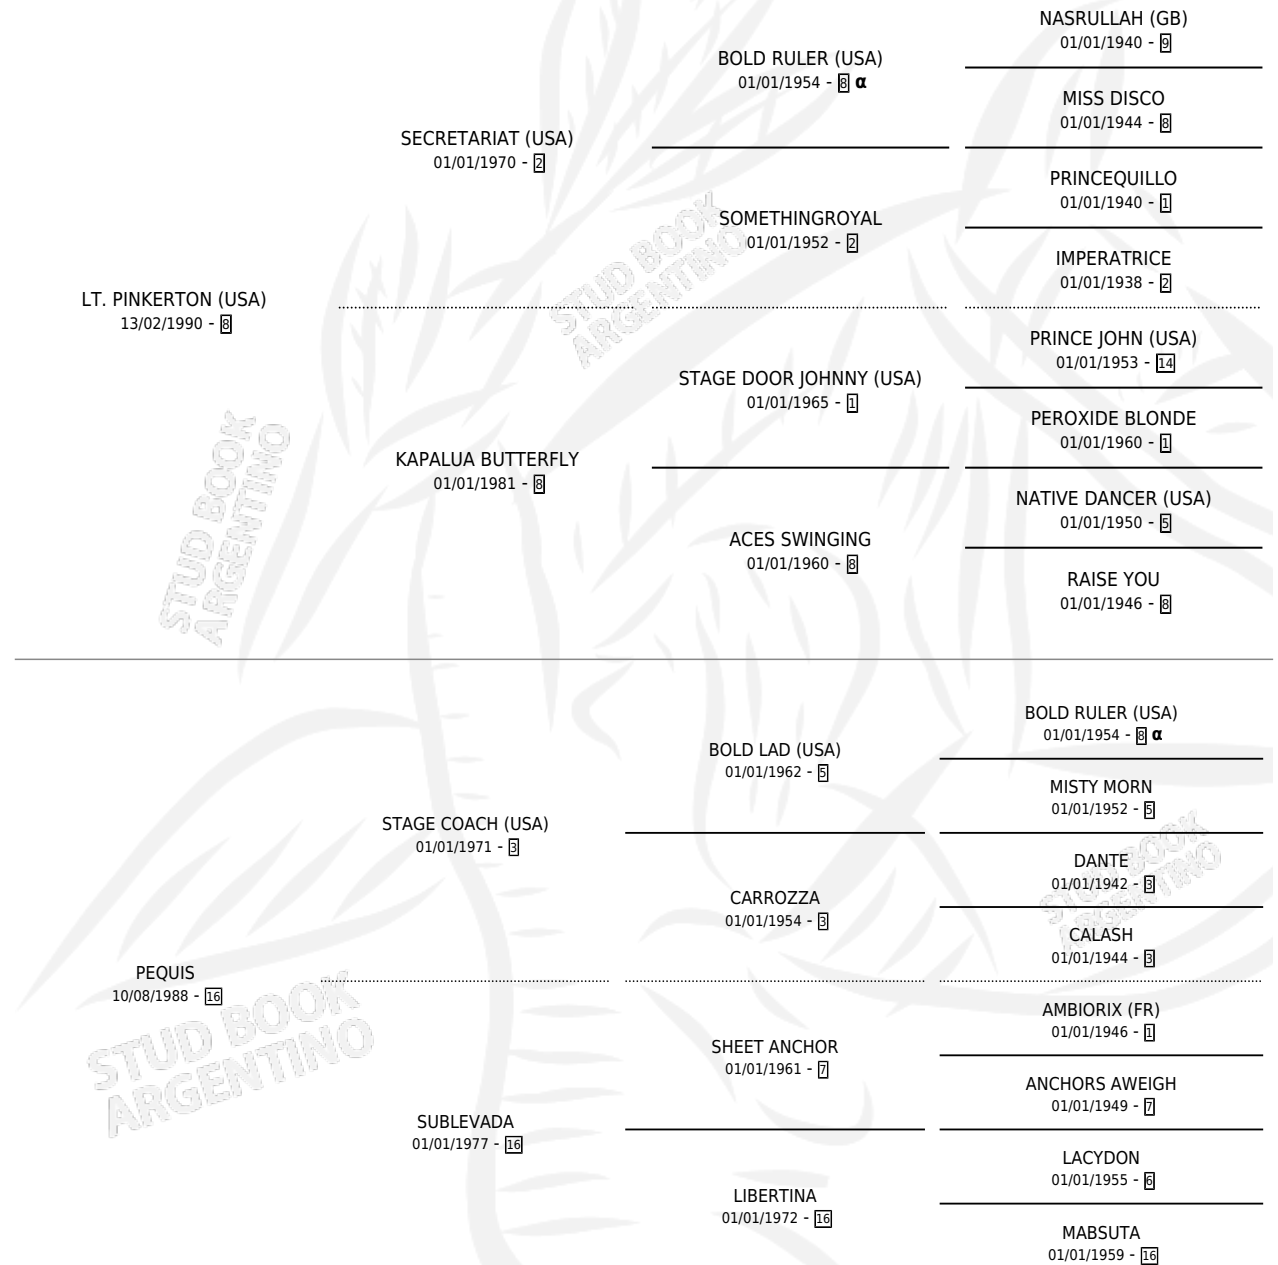 NASRULLAH (GB)
01/01/1940 - 9
BOLD RULER (USA)
01/01/1954 - 8 α
MISS DISCO
01/01/1944 - 8
SECRETARIAT (USA)
01/01/1970 - 2
PRINCEQUILLO
01/01/1940 - 1
SOMETHINGROYAL
01/01/1952 - 2
IMPERATRICE
01/01/1938 - 2
LT. PINKERTON (USA)
13/02/1990 - 8
PRINCE JOHN (USA)
01/01/1953 - 14
STAGE DOOR JOHNNY (USA)
01/01/1965 - 1
PEROXIDE BLONDE
01/01/1960 - 1
KAPALUA BUTTERFLY
01/01/1981 - 8
NATIVE DANCER (USA)
01/01/1950 - 5
ACES SWINGING
01/01/1960 - 8
RAISE YOU
01/01/1946 - 8
BOLD RULER (USA)
01/01/1954 - 8 α
BOLD LAD (USA)
01/01/1962 - 5
MISTY MORN
01/01/1952 - 5
STAGE COACH (USA)
01/01/1971 - 3
DANTE
01/01/1942 - 3
CARROZZA
01/01/1954 - 3
CALASH
01/01/1944 - 3
PEQUIS
10/08/1988 - 16
AMBIORIX (FR)
01/01/1946 - 1
SHEET ANCHOR
01/01/1961 - 7
ANCHORS AWEIGH
01/01/1949 - 7
SUBLEVADA
01/01/1977 - 16
LACYDON
01/01/1955 - 6
LIBERTINA
01/01/1972 - 16
MABSUTA
01/01/1959 - 16
STUD BOOK
ARGENTINO
STUD BOOK
ARGENTINO
STUD BOOK
ARGENTINO
STUD BOOK
ARGENTINO